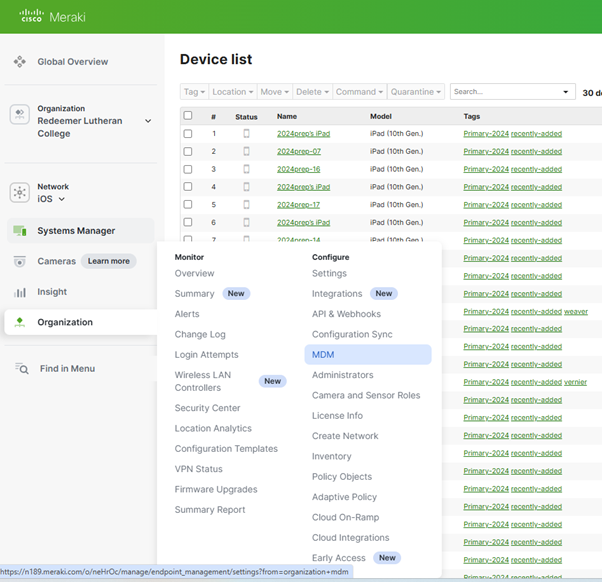 CISCO Meraki
Global Overview
Organization
Redeemer Lutheran
College
Network
iOS
Systems Manager
Cameras Learn more
Insight
Organization
Find in Menu
Device list
Tag Location Move Delete Command Quarantine Search... 30 d
# Status Name Model Tags
1 2024prep's iPad iPad (10th Gen.) Primary-2024 recently-added
2 2024prep-07 iPad (10th Gen.) Primary-2024 recently-added
3 2024prep-16 iPad (10th Gen.) Primary-2024 recently-added
4 2024prep's iPad iPad (10th Gen.) Primary-2024 recently-added
5 2024prep-17 iPad (10th Gen.) Primary-2024 recently-added
6 2024prep's iPad iPad (10th Gen.) Primary-2024 recently-added
7 2024prep-14 iPad (10th Gen.) Primary-2024 recently-added
Primary-2024 recently-added
Primary-2024 recently-added
Primary-2024 recently-added
Primary-2024 recently-added weaver
Primary-2024 recently-added
Primary-2024 recently-added
Primary-2024 recently-added
Primary-2024 recently-added vernier
Primary-2024 recently-added
Primary-2024 recently-added
Primary-2024 recently-added
Primary-2024 recently-added
Primary-2024 recently-added
Primary-2024 recently-added
Primary-2024 recently-added
Primary-2024 recently-added
Primary-2024 recently-added
Primary-2024 recently-added
Primary-2024 recently-added
Monitor
Overview
Summary New
Alerts
Change Log
Login Attempts
Wireless LAN
Controllers New
Security Center
Location Analytics
Configuration Templates
VPN Status
Firmware Upgrades
Summary Report
Configure
Settings
Integrations New
API & Webhooks
Configuration Sync
MDM
Administrators
Camera and Sensor Roles
License Info
Create Network
Inventory
Policy Objects
Adaptive Policy
Cloud On-Ramp
Cloud Integrations
Early Access New
https://n189.meraki.com/o/neHrOc/manage/endpoint_management/settings?from=organization+mdm